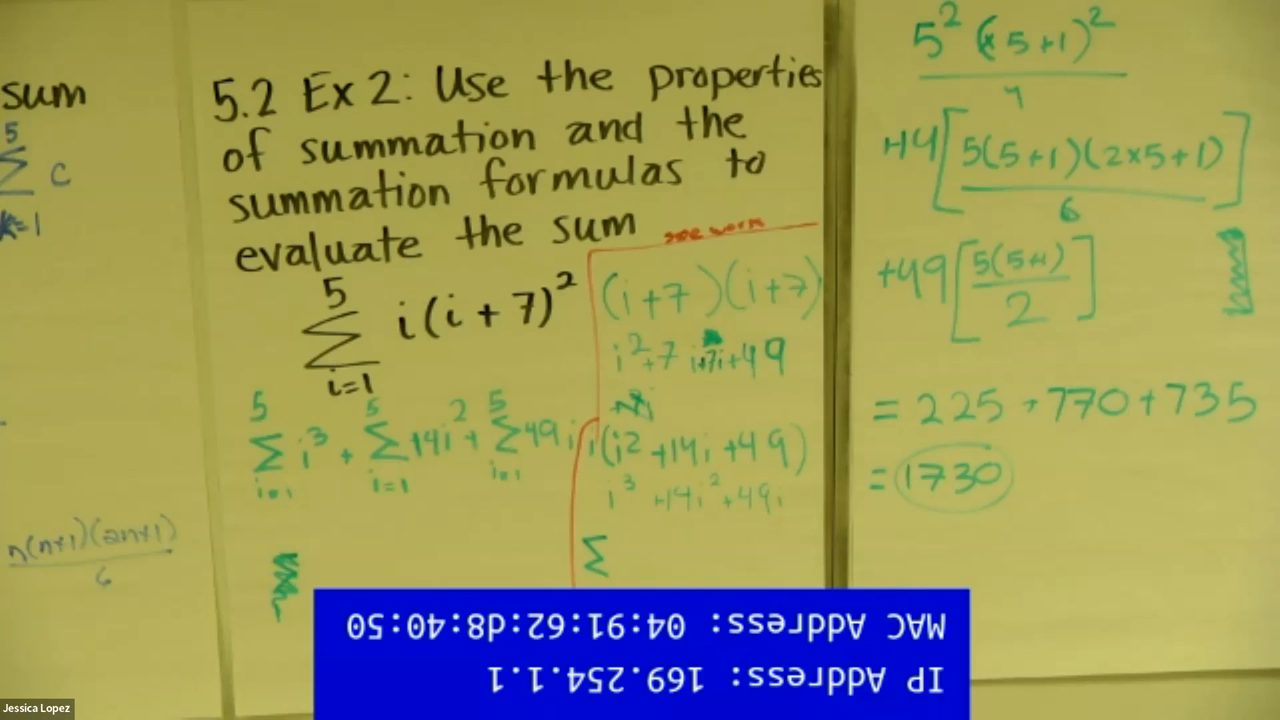 sum
5
Σ c
k=1
n(n+1)(2n+1)
6
5.2 Ex 2: Use the properties
of summation and the
summation formulas to
evaluate the sum
5
Σ i(i+7)²
i=1
5 5 5
Σ i³ + Σ 14i² + Σ 49i
i=1 i=1 i=1
(i+7)(i+7)
i²+7i+7i+49
i(i²+14i+49)
i³+14i²+49i
Σ
5²(5+1)²
4
+14[5(5+1)(2×5+1)]
6
+49[5(5+1)]
2
= 225 + 770 + 735
= 1730
IP Address: 169.254.1.1
MAC Address: 04:91:62:d8:40:50
Jessica Lopez